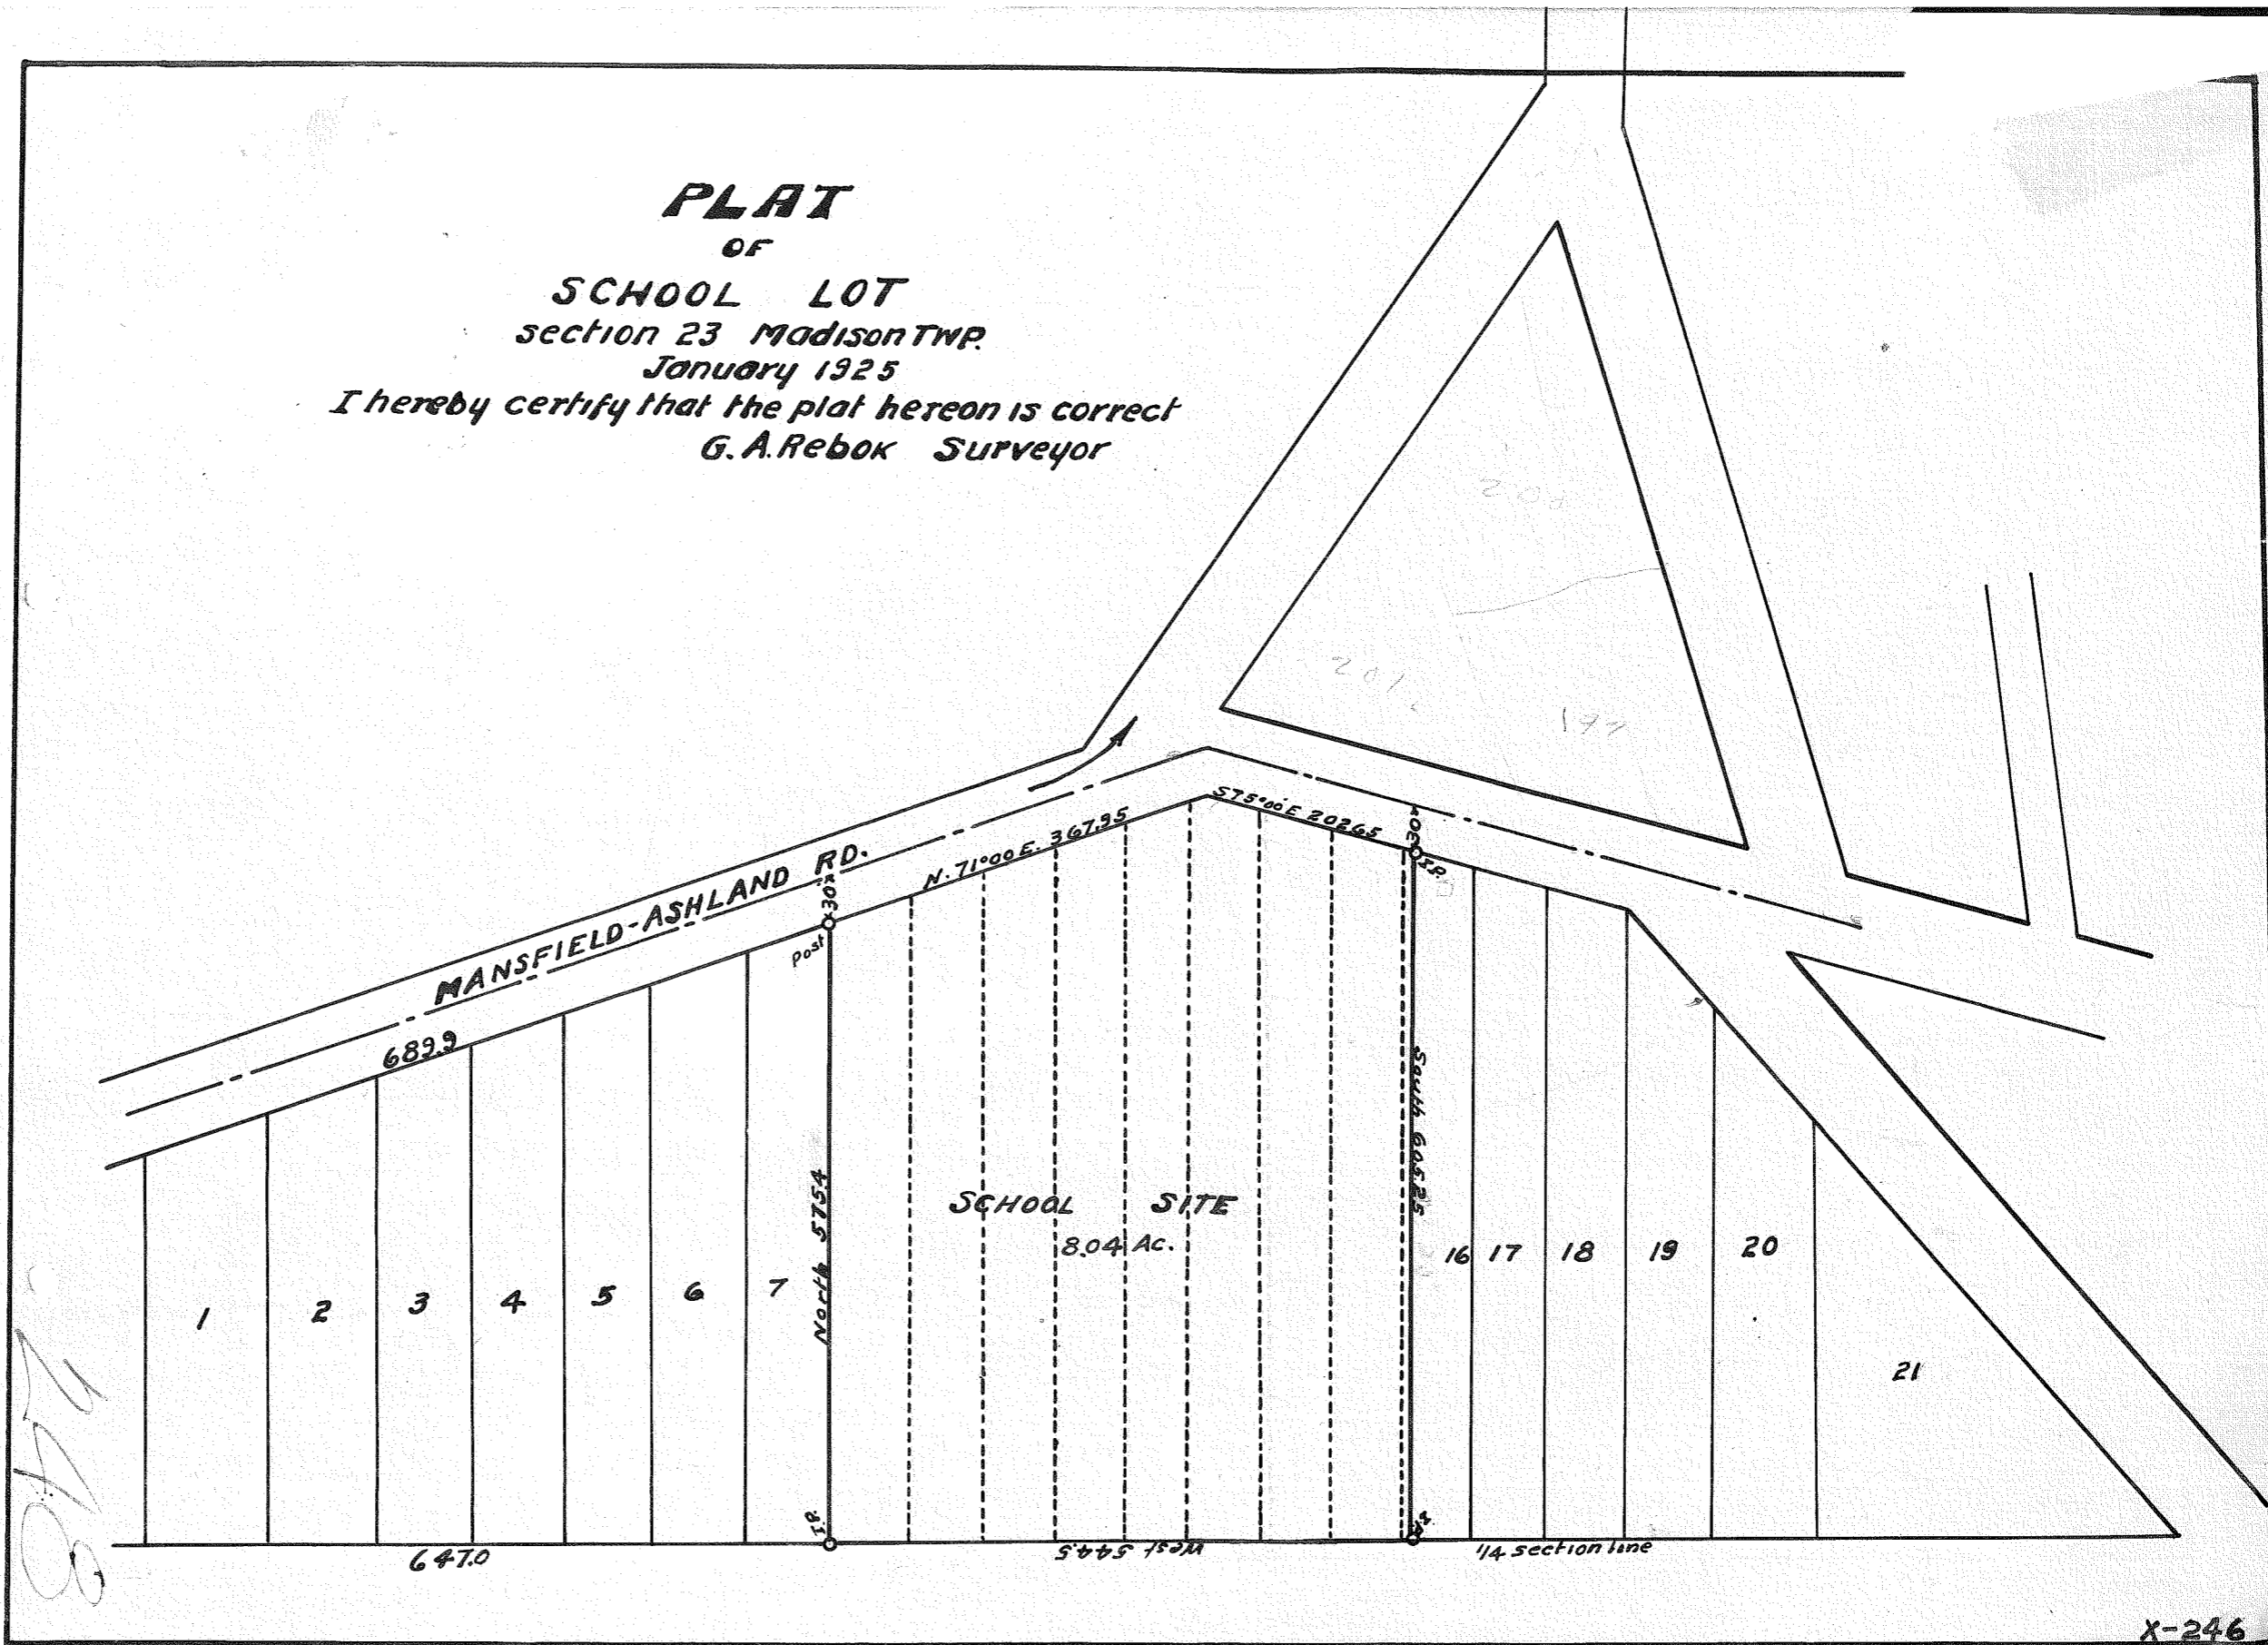 PLAT
OF
SCHOOL LOT
section 23 Madison TWP.
January 1925
I hereby certify that the plat hereon is correct
G. A. Rebok Surveyor
201
MANSFIELD-ASHLAND RD.
689.9
30'
Post
N. 71°00 E. 367.95
S75°00 E 202.65
30'
I.P.
North 575.4
South 605.25
SCHOOL SITE
8.04 Ac.
1
2
3
4
5
6
7
16
17
18
19
20
21
I.P.
I.P.
647.0
West 544.5
1/4 section line
246
X-246